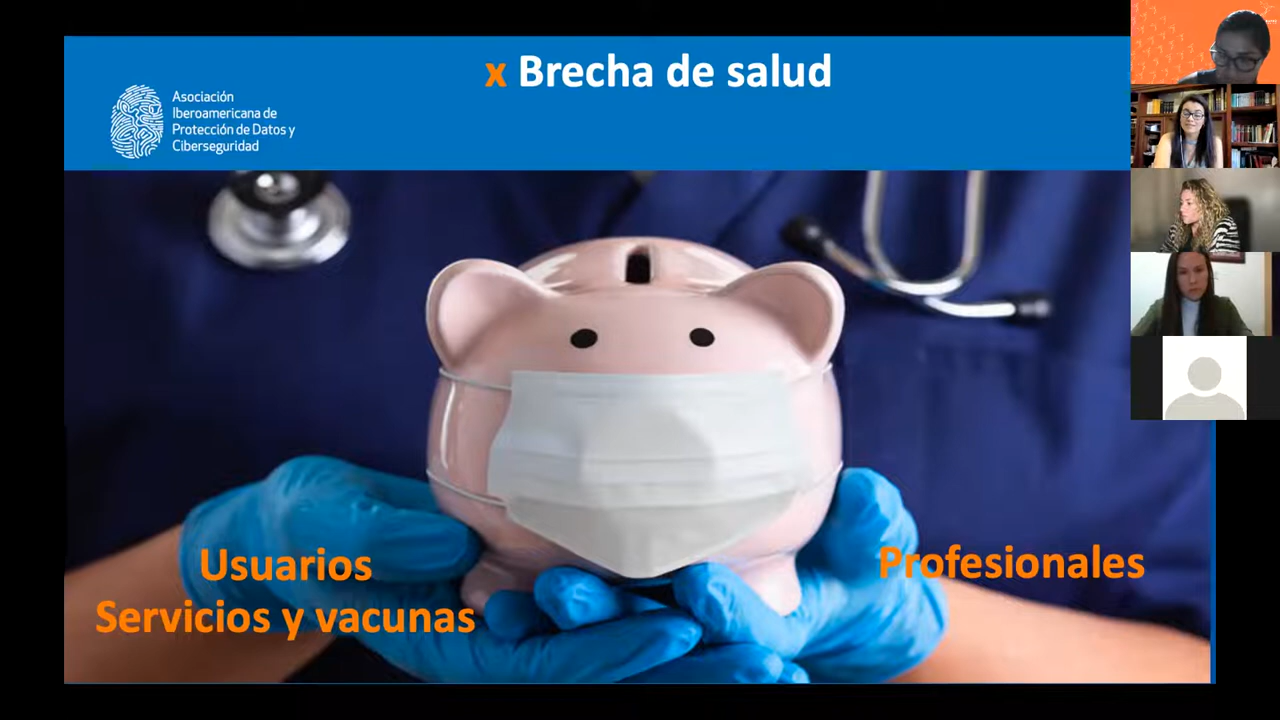 x Brecha de salud
Asociación
Iberoamericana de
Protección de Datos y
Ciberseguridad
Usuarios
Servicios y vacunas
Profesionales